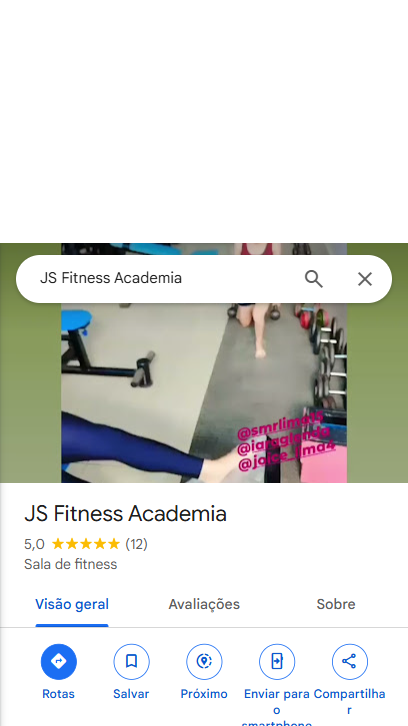 JS Fitness Academia
@smrlima15
@iaraglenda
@joice_lima4
JS Fitness Academia
5,0 (12)
Sala de fitness
Visão geral Avaliações Sobre
Rotas Salvar Próximo Enviar para o smartphone Compartilhar